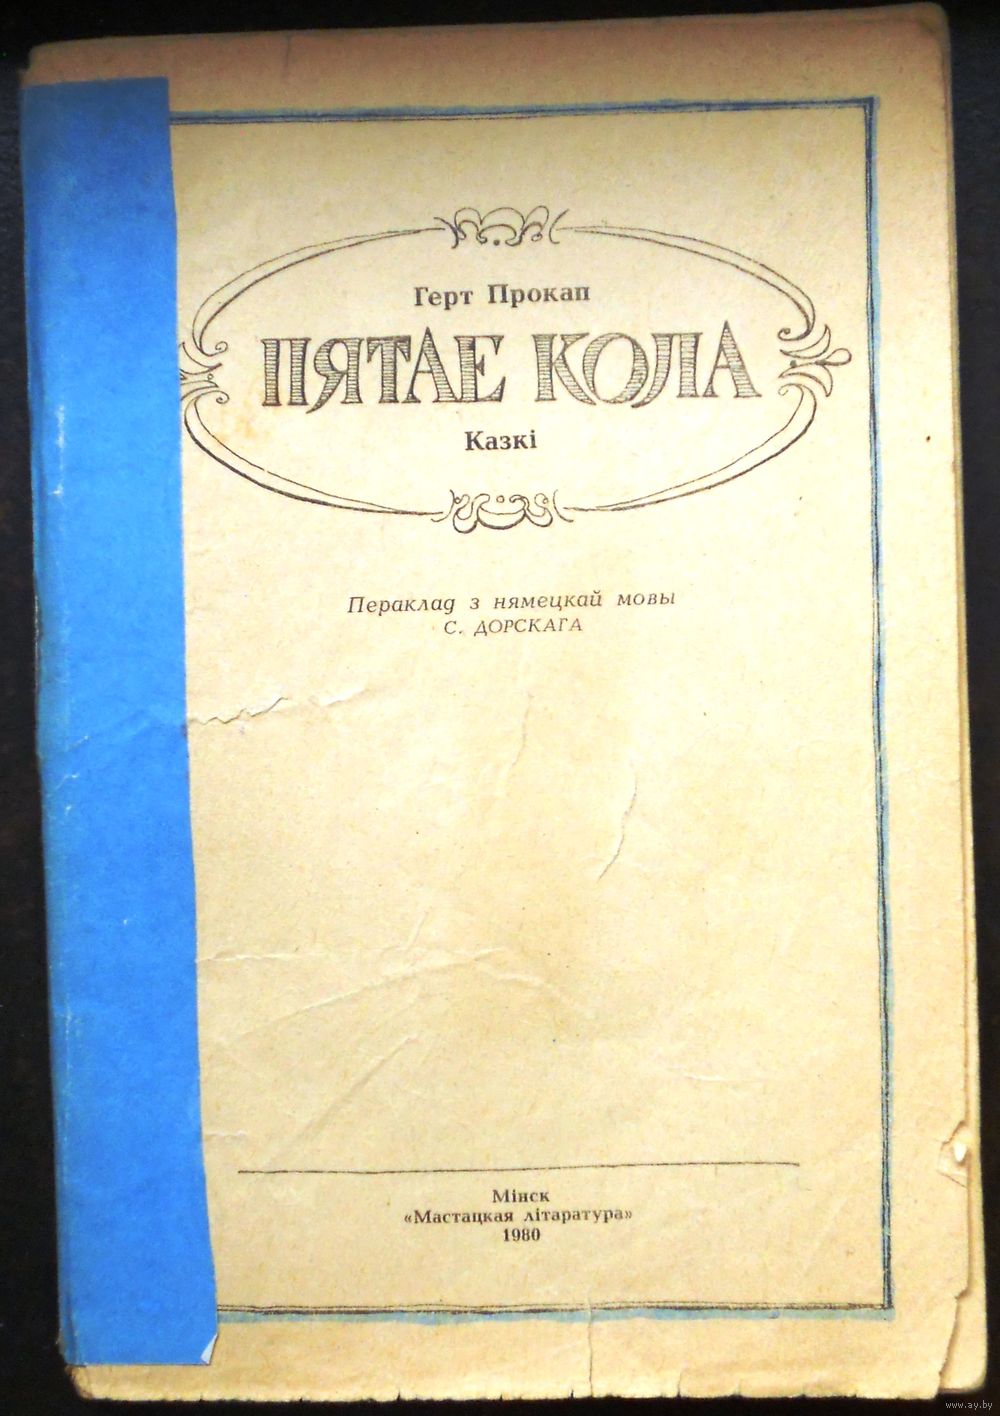 Герт Прокап
ПЯТАЕ КОЛА
Казкі
Пераклад з нямецкай мовы
С. ДОРСКАГА
Мінск
«Мастацкая літаратура»
1980
www.ay.by